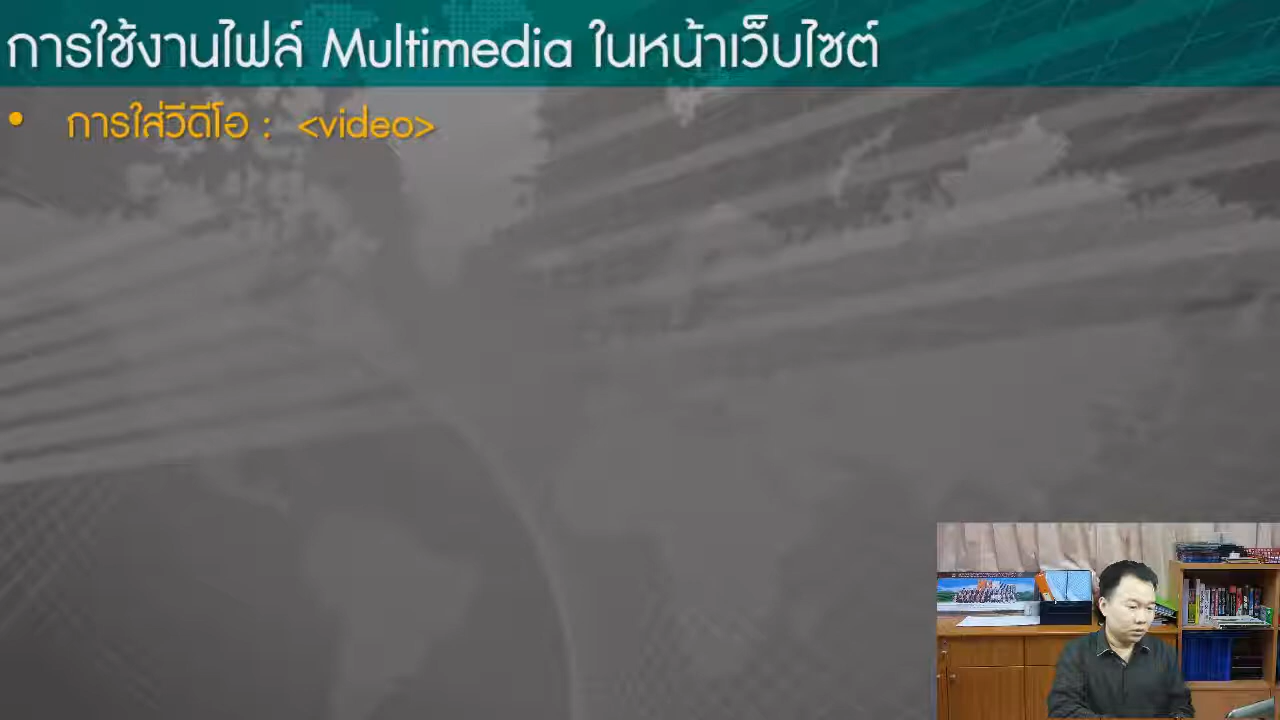 การใช้งานไฟล์ Multimedia ในหน้าเว็บไซต์
• การใส่วีดีโอ : <video>